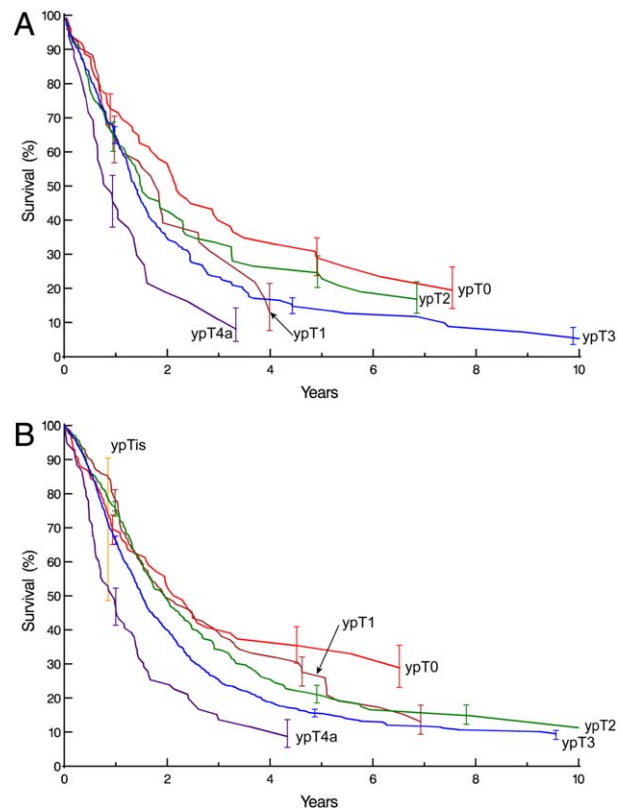 A
100
90
80
70
60
50
40
30
20
10
0
Survival (%)
ypT0
ypT2
ypT1
ypT3
ypT4a
0 2 4 6 8 10
Years
B
ypTis
100
90
80
70
60
50
40
30
20
10
0
Survival (%)
ypT1
ypT0
ypT2
ypT3
ypT4a
0 2 4 6 8 10
Years